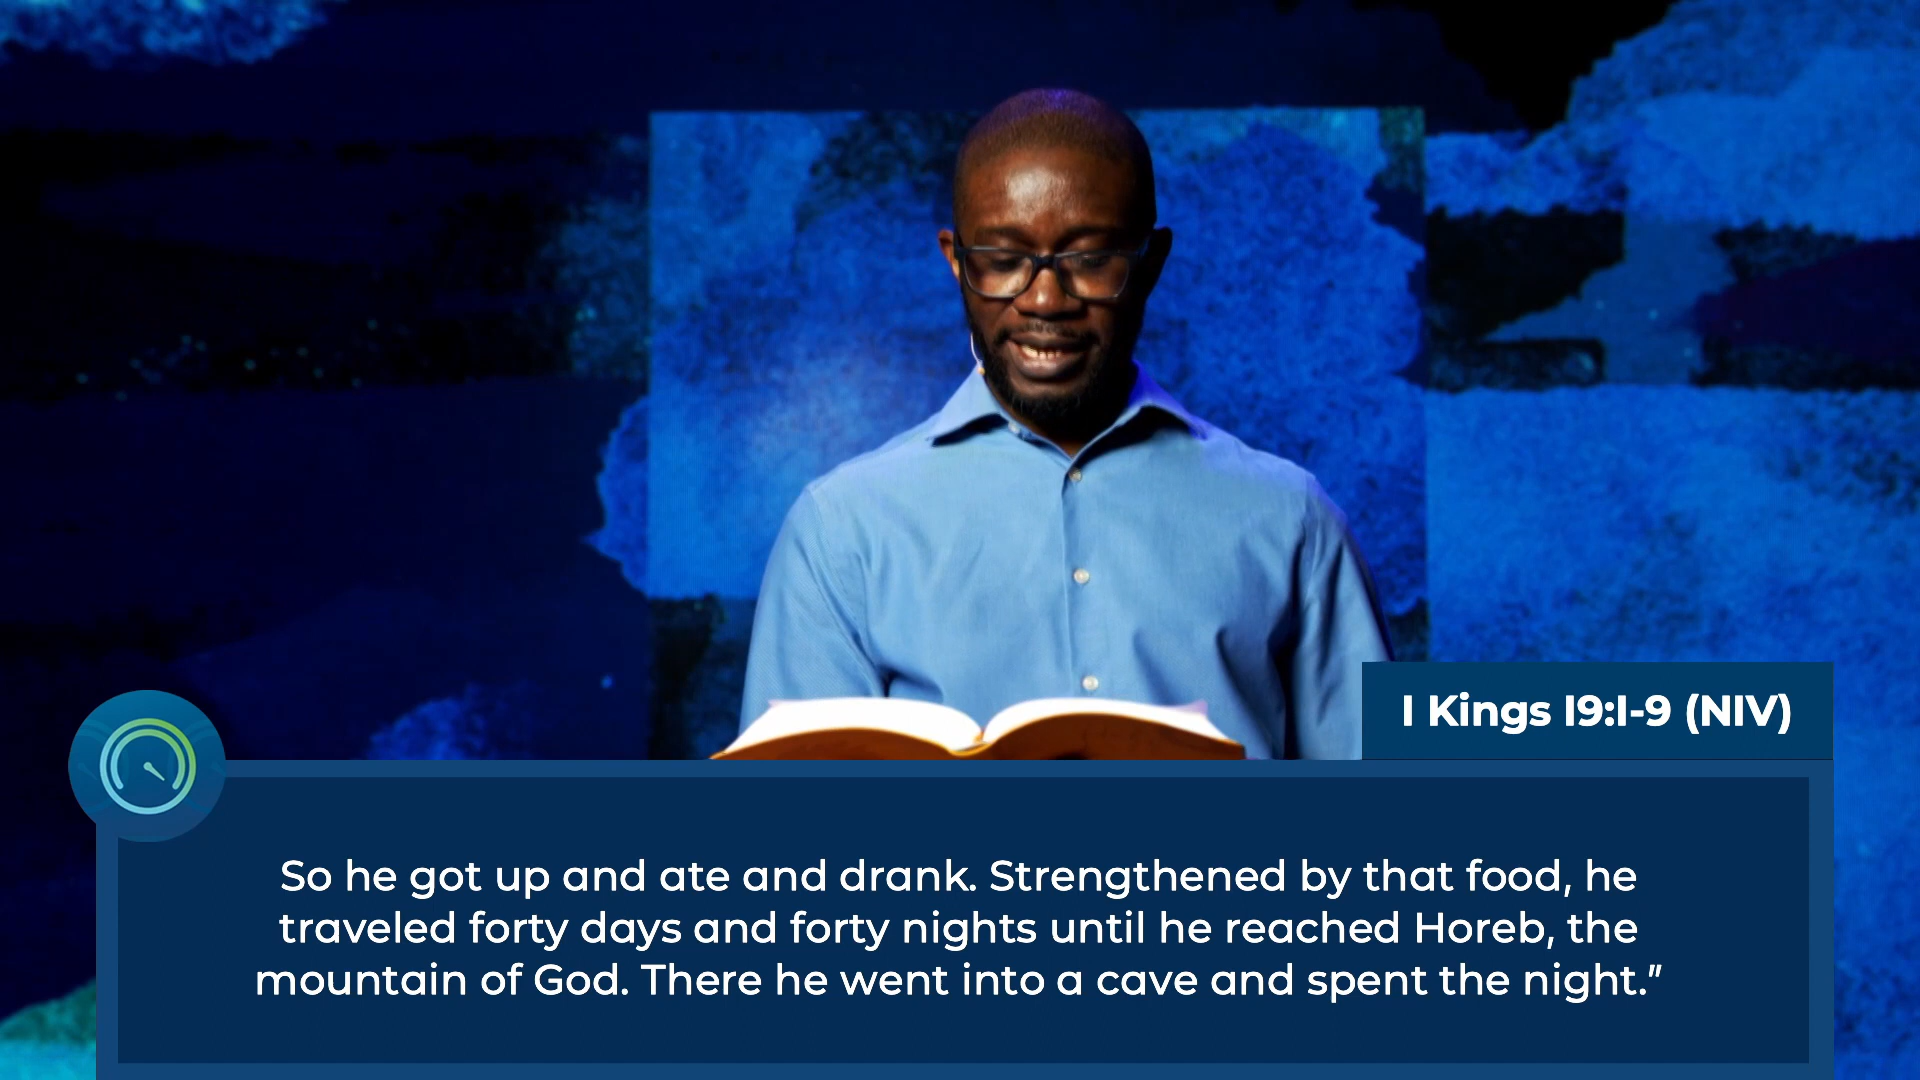 I Kings I9:I-9 (NIV)
So he got up and ate and drank. Strengthened by that food, he
traveled forty days and forty nights until he reached Horeb, the
mountain of God. There he went into a cave and spent the night.”